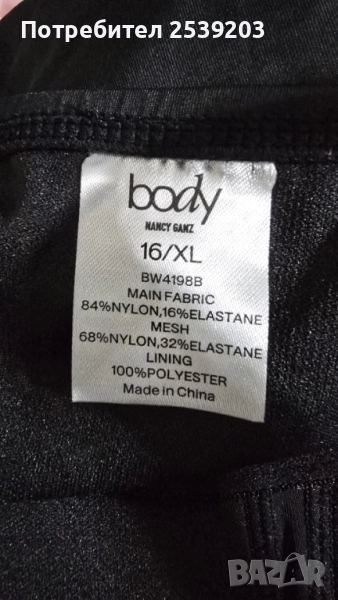 Потребител 2539203
body
NANCY GANZ
16/XL
BW4198B
MAIN FABRIC
84%NYLON,16%ELASTANE
MESH
68%NYLON,32%ELASTANE
LINING
100%POLYESTER
Made in China
BAZAR